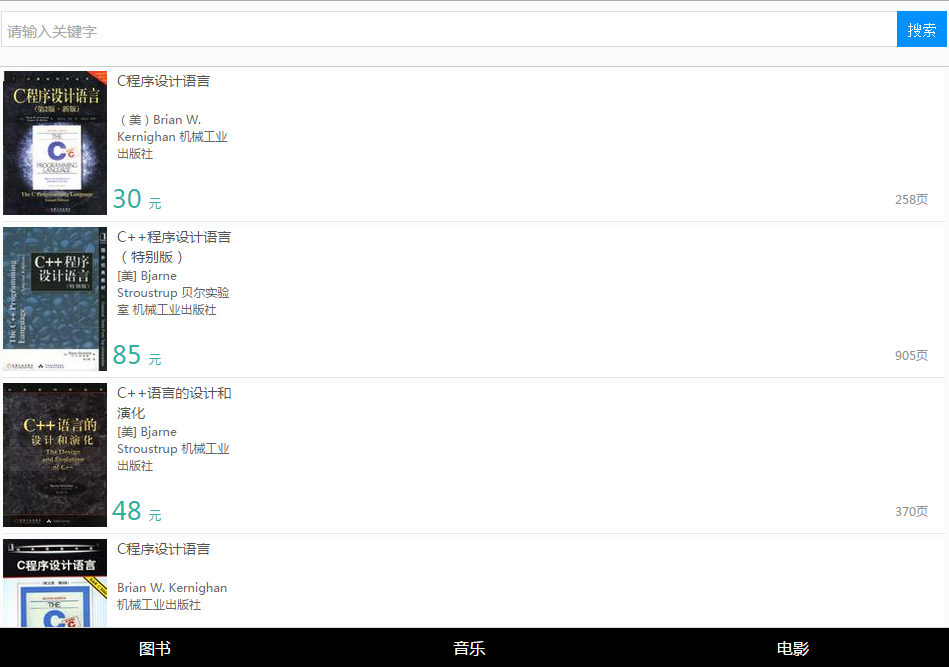 请输入关键字
搜索
C程序设计语言
(第2版·新版)
THE
C
PROGRAMMING
LANGUAGE
The C Programming Language
C程序设计语言
（美）Brian W.
Kernighan 机械工业
出版社
30 元
258页
C++程序
设计语言
(特别版)
The C++ Programming
Language
C++程序设计语言
（特别版）
[美] Bjarne
Stroustrup 贝尔实验
室 机械工业出版社
85 元
905页
C++语言的
设计和演化
The Design
and Evolution
of C++
C++语言的设计和
演化
[美] Bjarne
Stroustrup 机械工业
出版社
48 元
370页
C程序设计语言
THE
C
C程序设计语言
Brian W. Kernighan
机械工业出版社
图书
音乐
电影